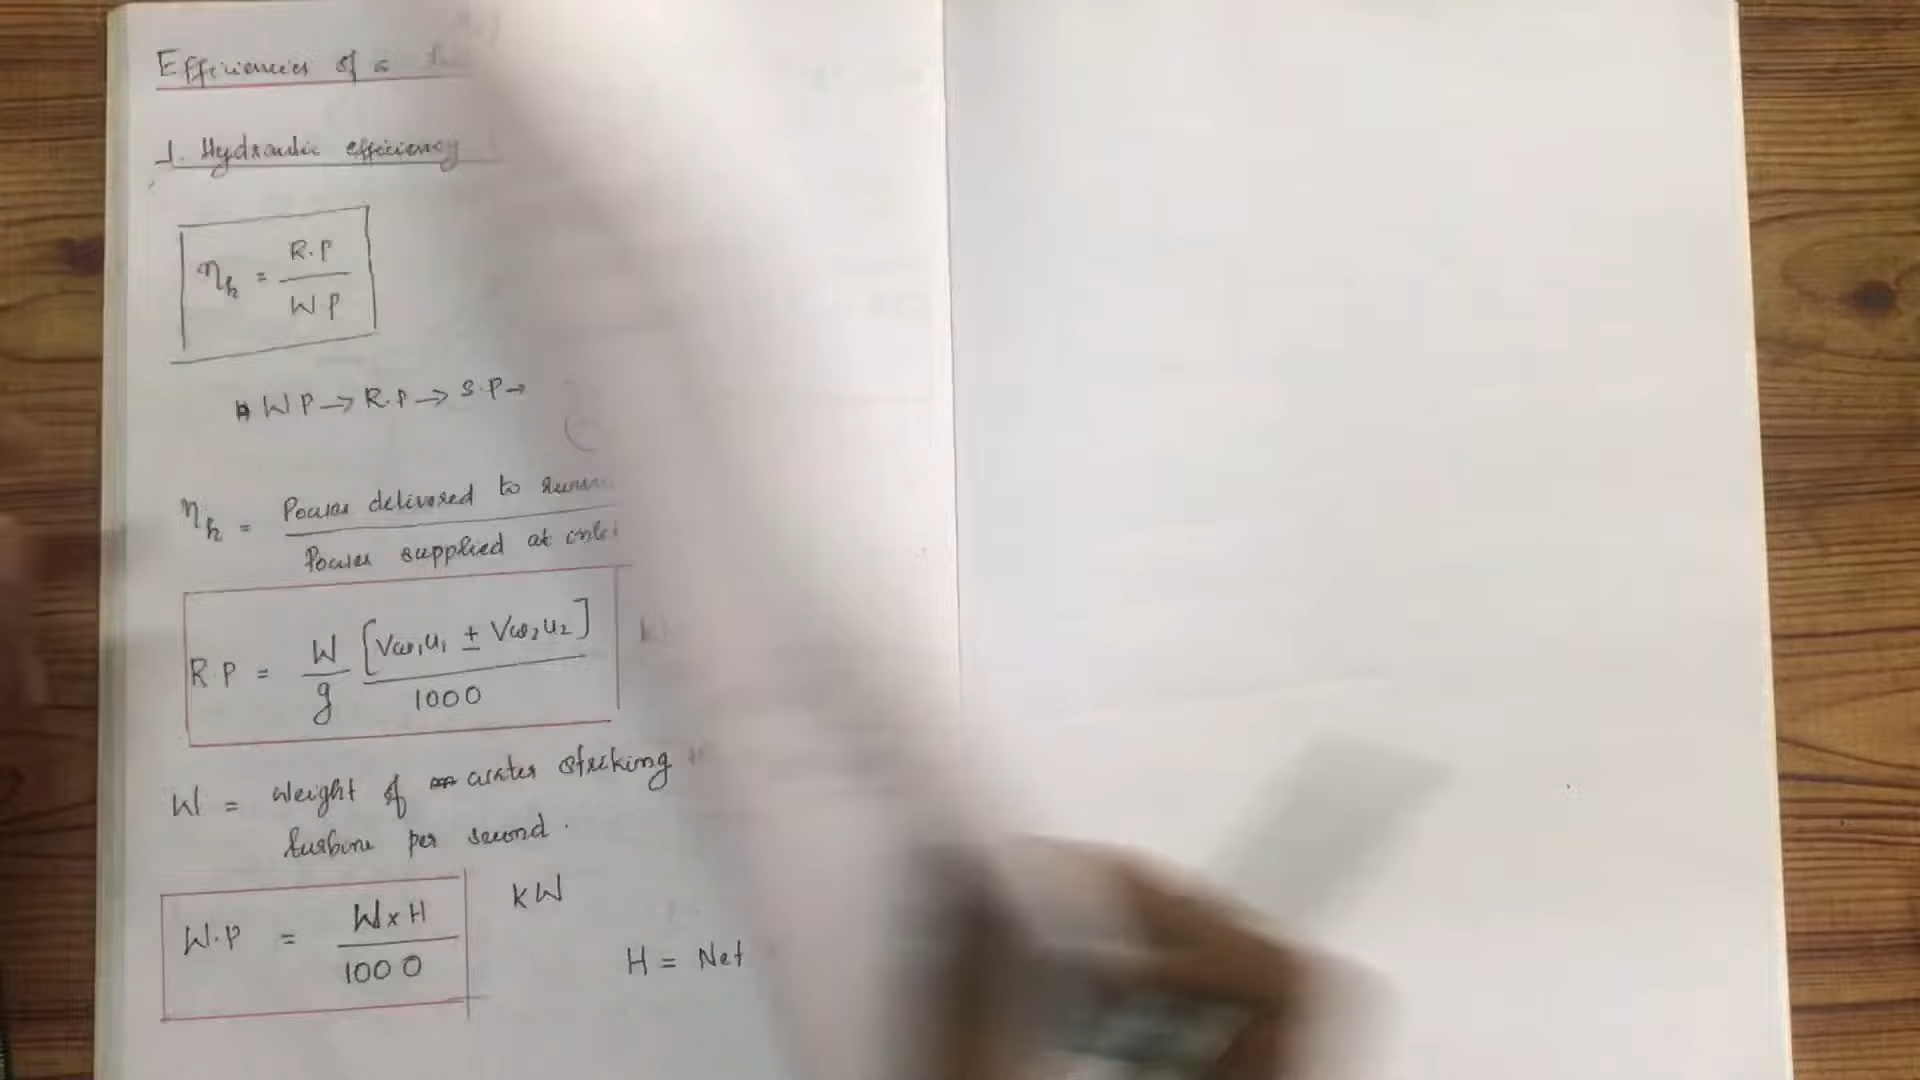 Efficiencies of a
1. Hydraulic efficiency
ηh = R.P / W P
W P → R.P → S.P →
ηh = Power delivered to / Power supplied at
R.P = W/g [Vw1u1 ± Vw2u2] / 1000
W = Weight of water striking
turbine per second.
W.P = W x H / 1000 kW
H = Net